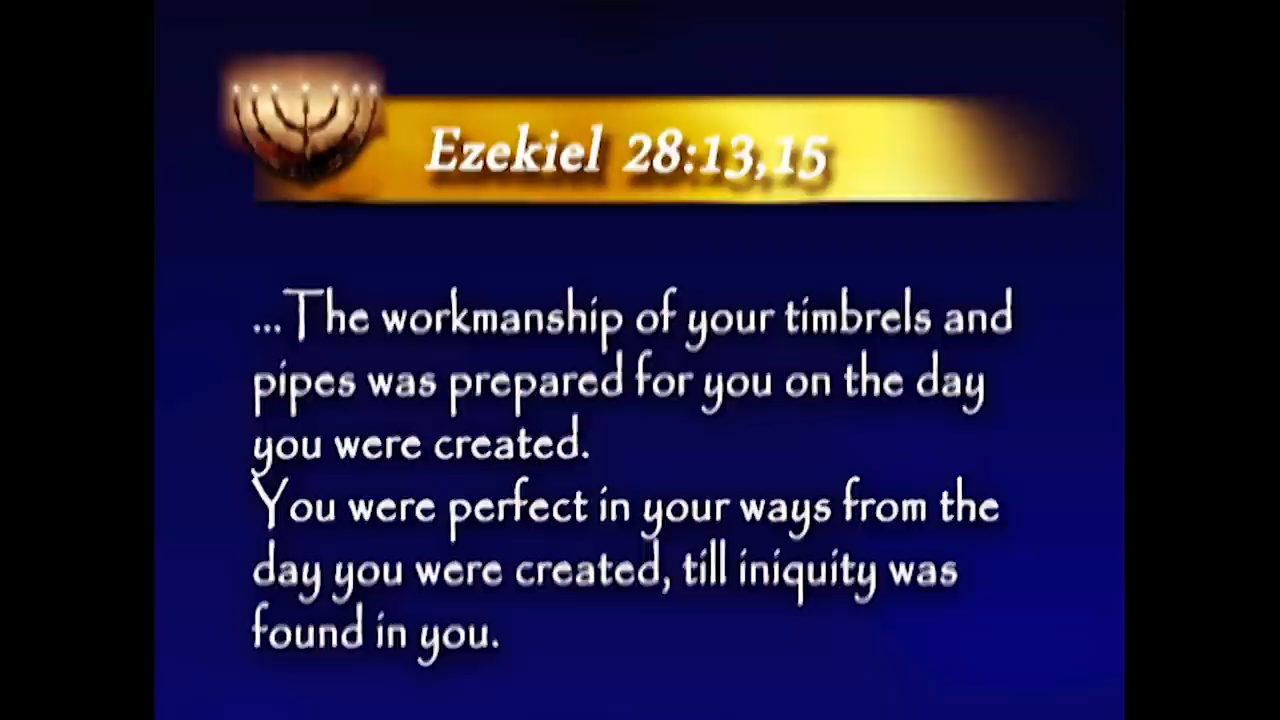 Ezekiel 28:13,15
...The workmanship of your timbrels and
pipes was prepared for you on the day
you were created.
You were perfect in your ways from the
day you were created, till iniquity was
found in you.